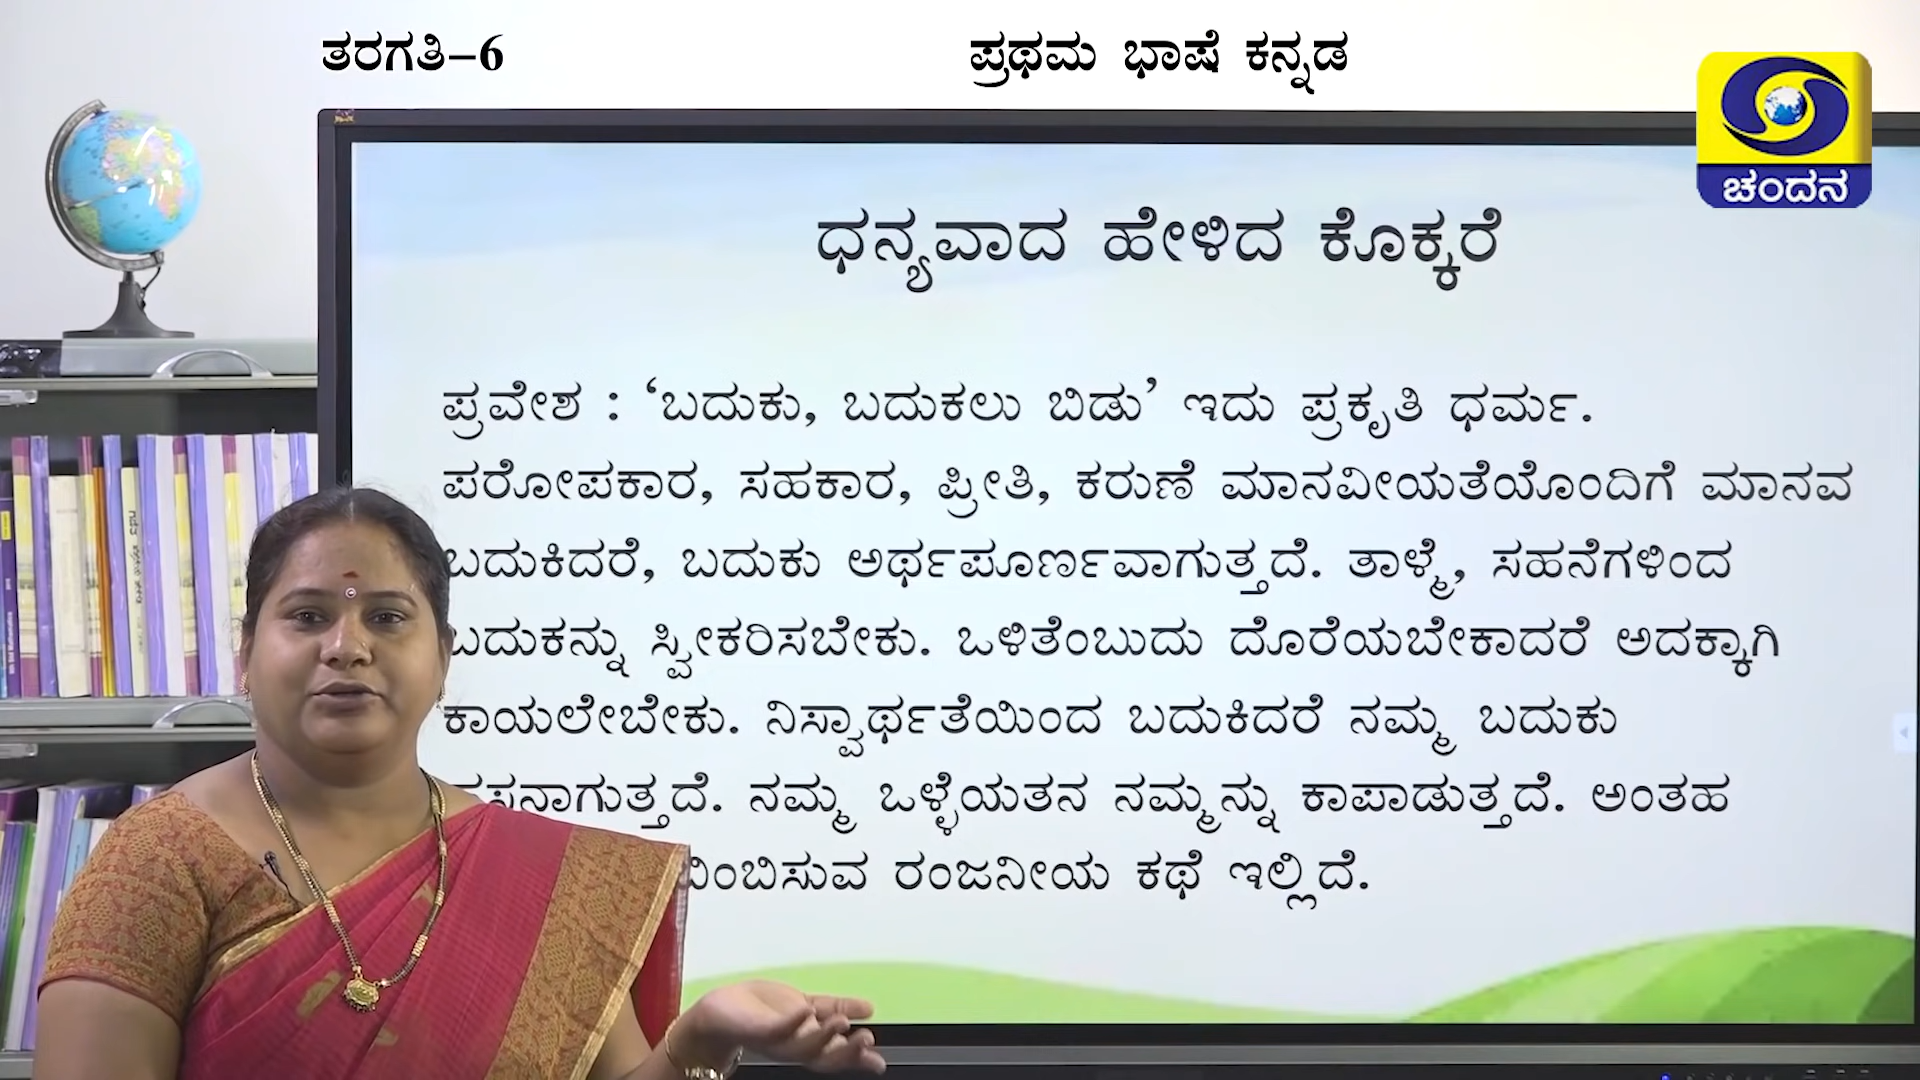 ತರಗತಿ–6
ಪ್ರಥಮ ಭಾಷೆ ಕನ್ನಡ
ಚಂದನ
ಧನ್ಯವಾದ ಹೇಳಿದ ಕೊಕ್ಕರೆ
ಪ್ರವೇಶ : ‘ಬದುಕು, ಬದುಕಲು ಬಿಡು’ ಇದು ಪ್ರಕೃತಿ ಧರ್ಮ.
ಪರೋಪಕಾರ, ಸಹಕಾರ, ಪ್ರೀತಿ, ಕರುಣೆ ಮಾನವೀಯತೆಯೊಂದಿಗೆ ಮಾನವ
ಬದುಕಿದರೆ, ಬದುಕು ಅರ್ಥಪೂರ್ಣವಾಗುತ್ತದೆ. ತಾಳ್ಮೆ, ಸಹನೆಗಳಿಂದ
ಬದುಕನ್ನು ಸ್ವೀಕರಿಸಬೇಕು. ಒಳಿತೆಂಬುದು ದೊರೆಯಬೇಕಾದರೆ ಅದಕ್ಕಾಗಿ
ಕಾಯಲೇಬೇಕು. ನಿಸ್ವಾರ್ಥತೆಯಿಂದ ಬದುಕಿದರೆ ನಮ್ಮ ಬದುಕು
ನಮ್ಮ ಒಳ್ಳೆಯತನ ನಮ್ಮನ್ನು ಕಾಪಾಡುತ್ತದೆ. ಅಂತಹ
ರಂಜನೀಯ ಕಥೆ ಇಲ್ಲಿದೆ.